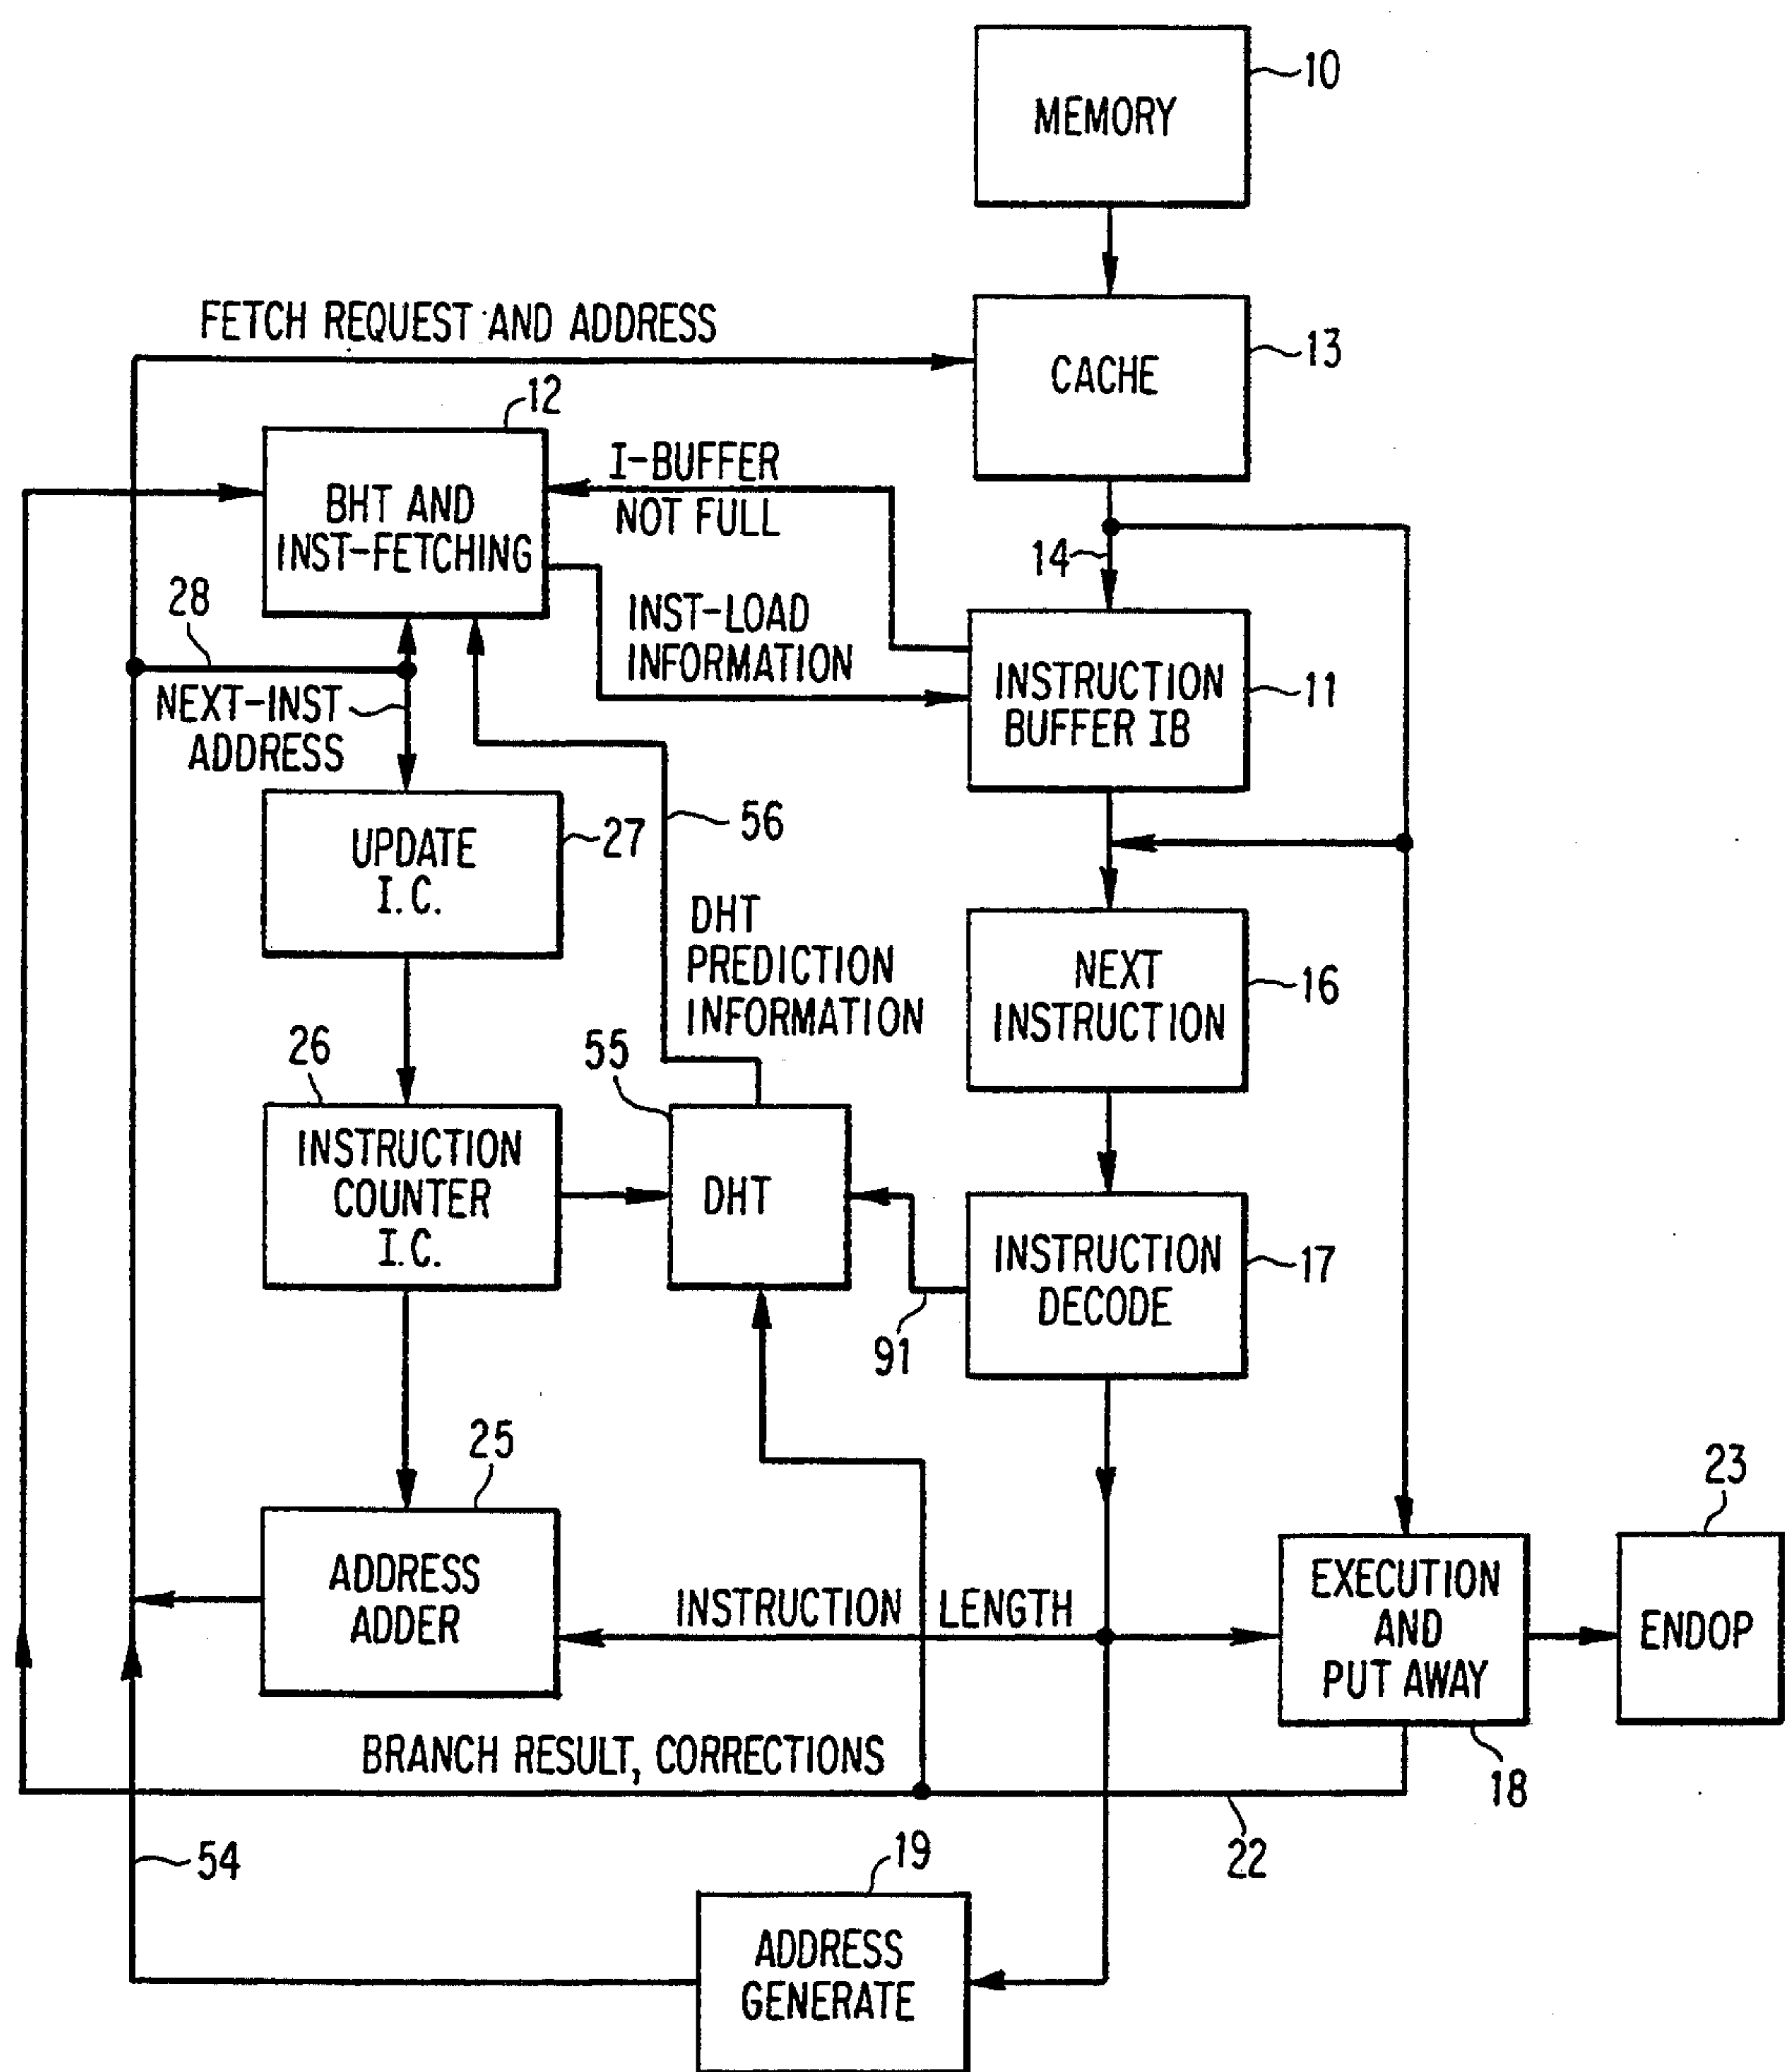 10
MEMORY
FETCH REQUEST AND ADDRESS
13
CACHE
12
I-BUFFER
NOT FULL
BHT AND
INST-FETCHING
14
28
INST-LOAD
INFORMATION
INSTRUCTION
BUFFER IB
11
NEXT-INST
ADDRESS
56
27
UPDATE
I.C.
DHT
PREDICTION
INFORMATION
NEXT
INSTRUCTION
16
26
55
INSTRUCTION
COUNTER
I.C.
DHT
INSTRUCTION
DECODE
17
91
25
23
ADDRESS
ADDER
INSTRUCTION LENGTH
EXECUTION
AND
PUT AWAY
ENDOP
BRANCH RESULT, CORRECTIONS
18
22
54
19
ADDRESS
GENERATE